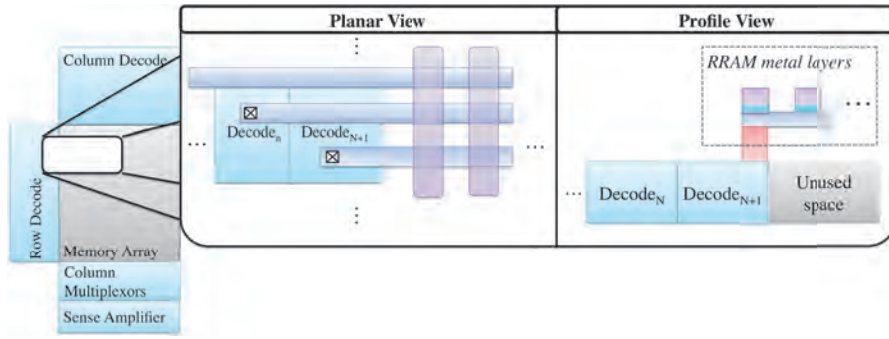 Planar View
Profile View
Column Decode
RRAM metal layers
Decodeₙ
Decode_N+1
Row Decode
Decode_N
Decode_N+1
Unused
space
Memory Array
Column
Multiplexors
Sense Amplifier